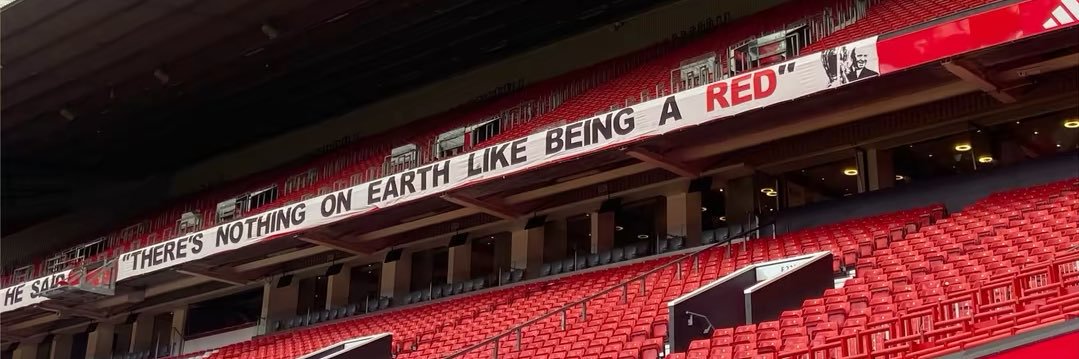 HE SAID "THERE'S NOTHING ON EARTH LIKE BEING A RED"